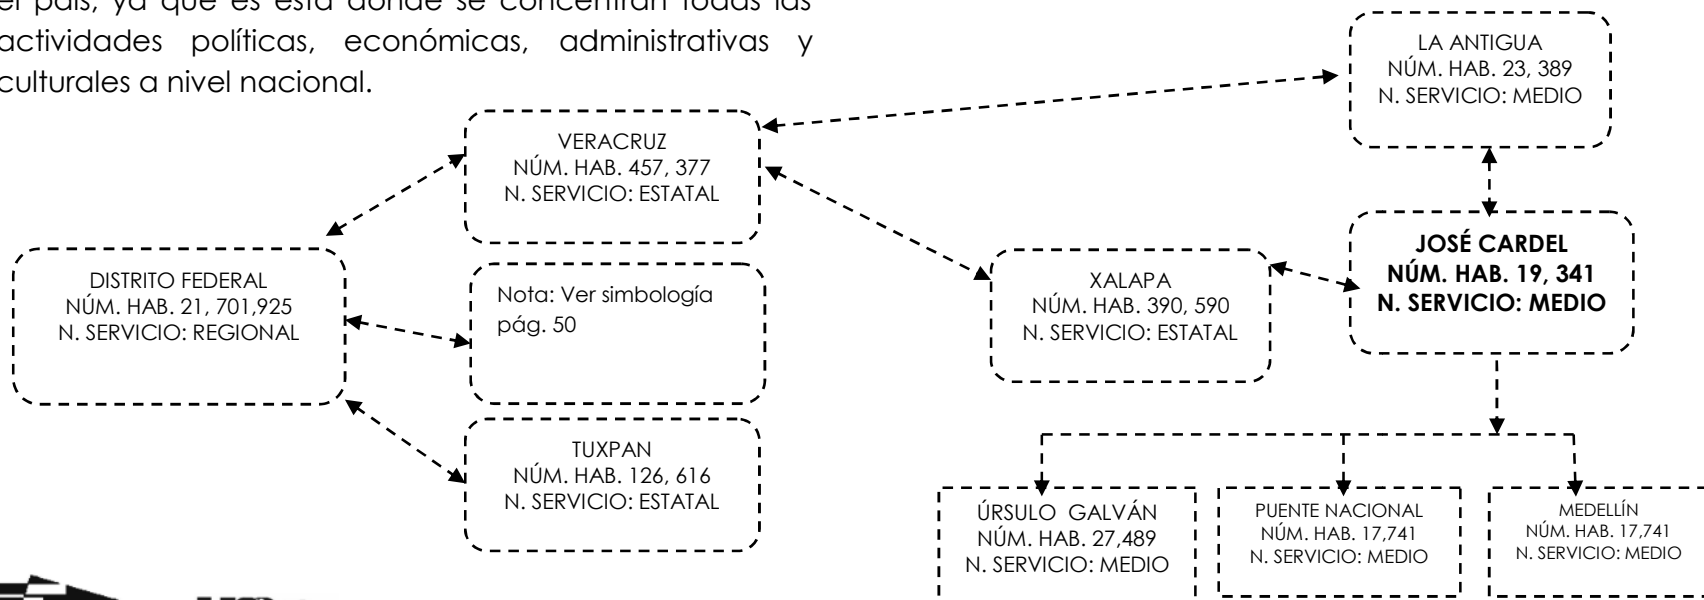 el país, ya que es esta donde se concentran todas las
actividades políticas, económicas, administrativas y
culturales a nivel nacional.
LA ANTIGUA
NÚM. HAB. 23, 389
N. SERVICIO: MEDIO
VERACRUZ
NÚM. HAB. 457, 377
N. SERVICIO: ESTATAL
JOSÉ CARDEL
NÚM. HAB. 19, 341
N. SERVICIO: MEDIO
DISTRITO FEDERAL
NÚM. HAB. 21, 701,925
N. SERVICIO: REGIONAL
Nota: Ver simbología
pág. 50
XALAPA
NÚM. HAB. 390, 590
N. SERVICIO: ESTATAL
TUXPAN
NÚM. HAB. 126, 616
N. SERVICIO: ESTATAL
ÚRSULO GALVÁN
NÚM. HAB. 27,489
N. SERVICIO: MEDIO
PUENTE NACIONAL
NÚM. HAB. 17,741
N. SERVICIO: MEDIO
MEDELLÍN
NÚM. HAB. 17,741
N. SERVICIO: MEDIO